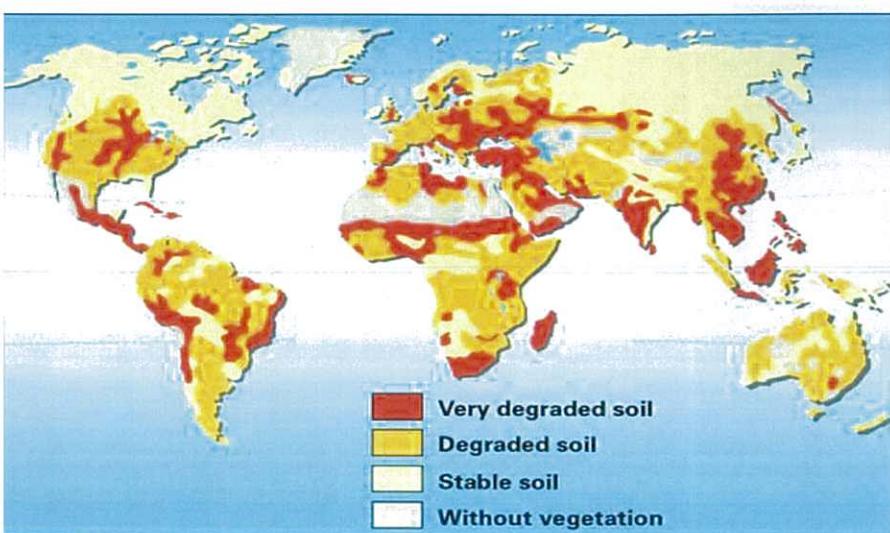 Very degraded soil
Degraded soil
Stable soil
Without vegetation